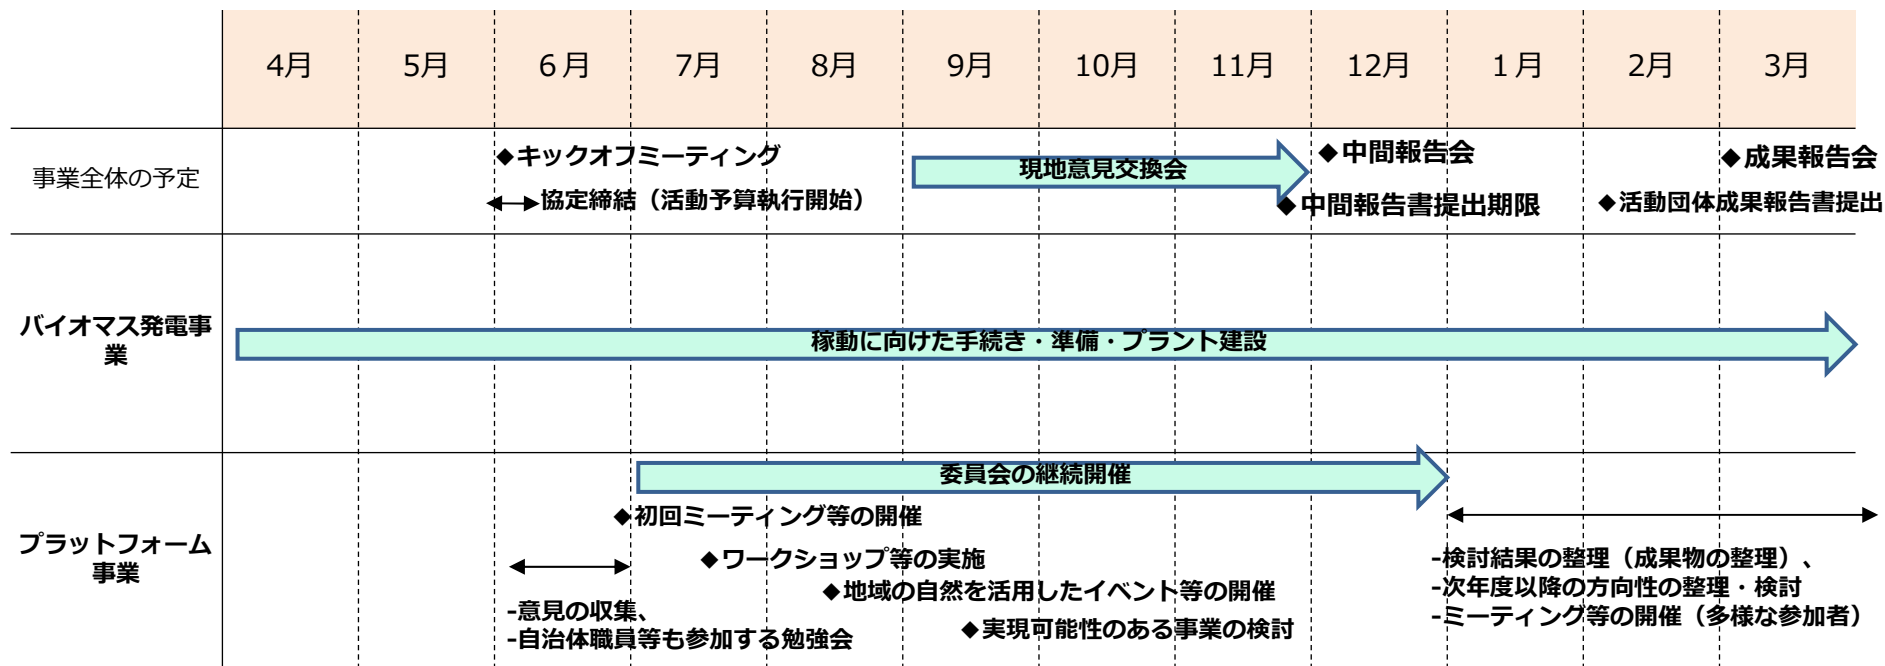 4月
5月
６月
7月
8月
9月
10月
11月
12月
１月
2月
3月
事業全体の予定
◆キックオフミーティング
協定締結（活動予算執行開始）
現地意見交換会
◆中間報告会
◆中間報告書提出期限
◆成果報告会
◆活動団体成果報告書提出
バイオマス発電事
業
稼動に向けた手続き・準備・プラント建設
プラットフォーム
事業
委員会の継続開催
◆初回ミーティング等の開催
◆ワークショップ等の実施
◆地域の自然を活用したイベント等の開催
◆実現可能性のある事業の検討
-意見の収集、
-自治体職員等も参加する勉強会
-検討結果の整理（成果物の整理）、
-次年度以降の方向性の整理・検討
-ミーティング等の開催（多様な参加者）